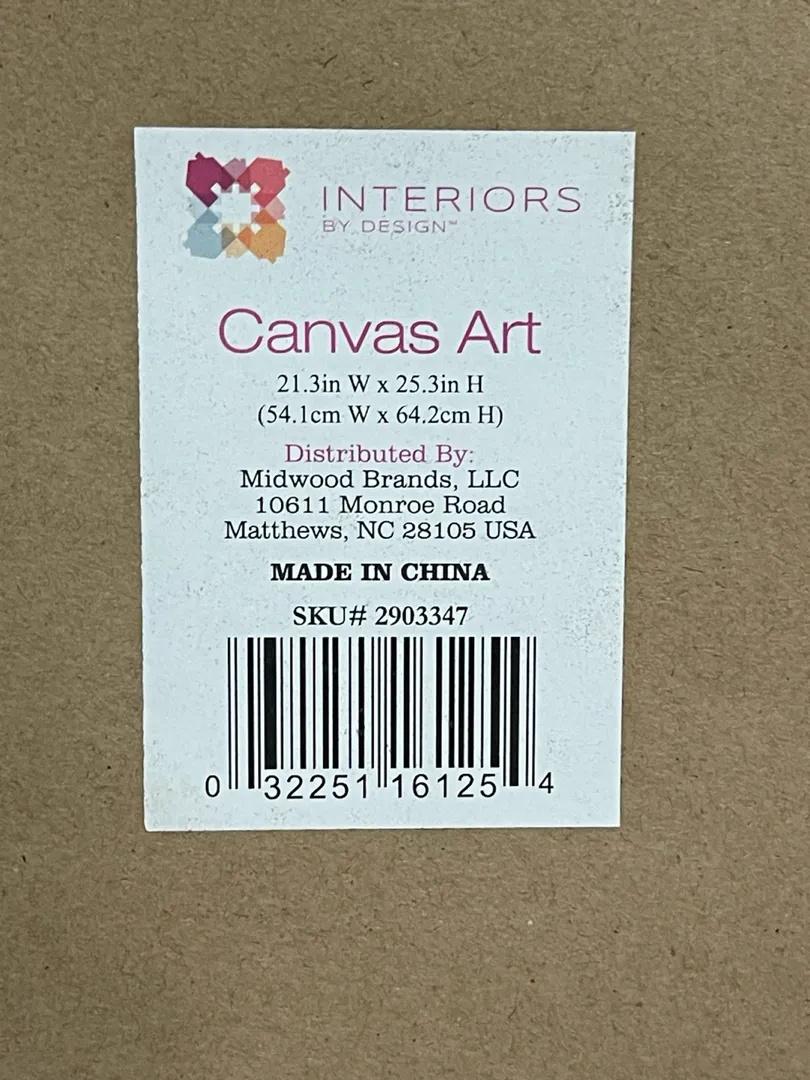 INTERIORS
BY DESIGN™
Canvas Art
21.3in W x 25.3in H
(54.1cm W x 64.2cm H)
Distributed By:
Midwood Brands, LLC
10611 Monroe Road
Matthews, NC 28105 USA
MADE IN CHINA
SKU# 2903347
0 32251 16125 4